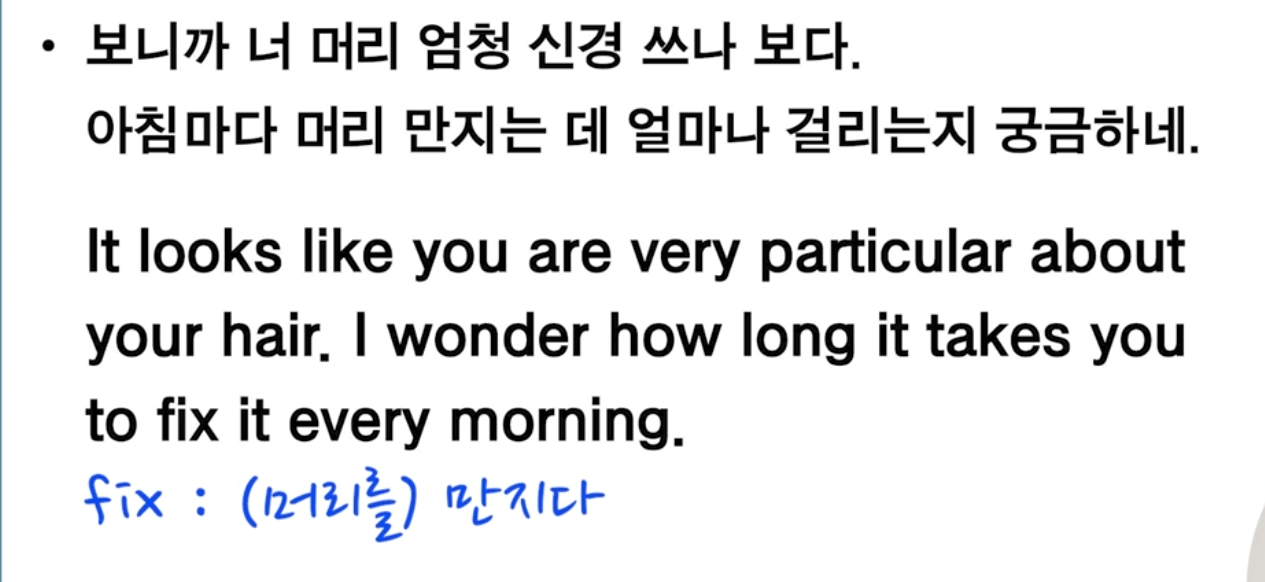 • 보니까 너 머리 엄청 신경 쓰나 보다.
아침마다 머리 만지는 데 얼마나 걸리는지 궁금하네.
It looks like you are very particular about
your hair. I wonder how long it takes you
to fix it every morning.
fix : (머리를) 만지다